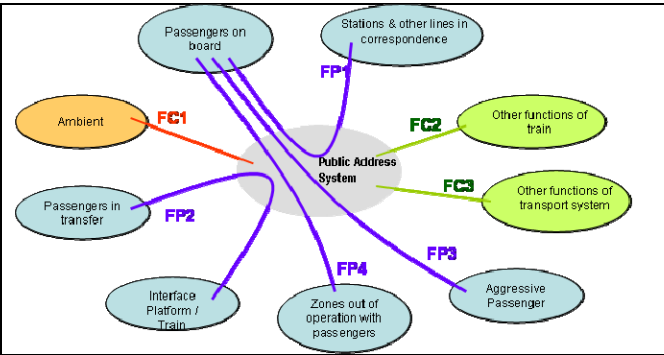 Passengers on
board
Stations & other lines in
correspondence
FP1
Ambient
FC1
FC2
Other functions of
train
Public Address
System
FC3
Other functions of
transport system
Passengers in
transfer
FP2
FP3
FP4
Interface
Platform /
Train
Zones out of
operation with
passengers
Aggressive
Passenger